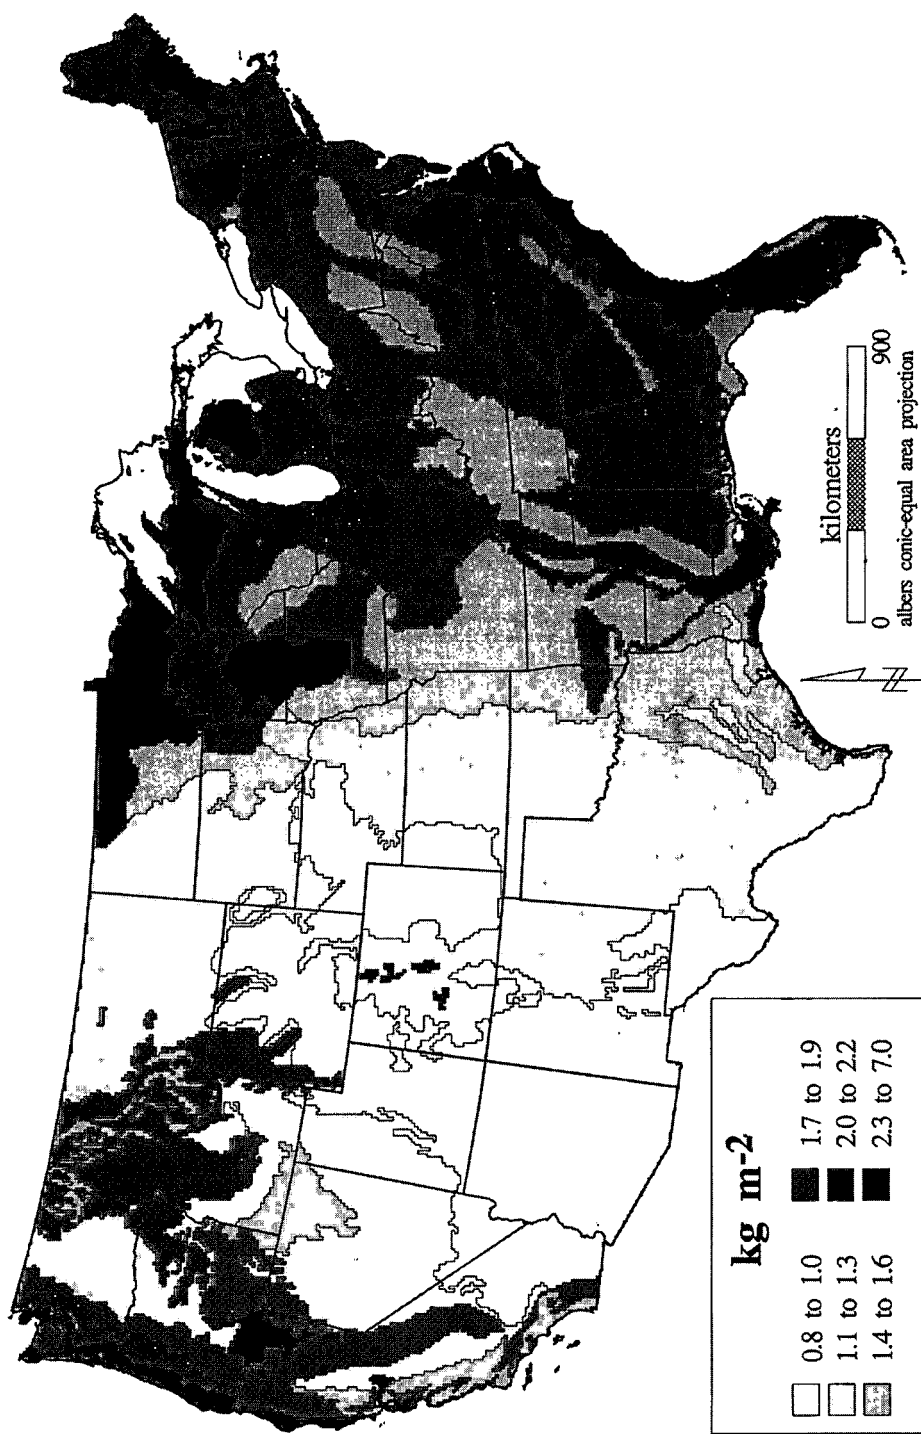 kilometers
0 900
albers conic-equal area projection
N
kg m-2
0.8 to 1.0 1.7 to 1.9
1.1 to 1.3 2.0 to 2.2
1.4 to 1.6 2.3 to 7.0